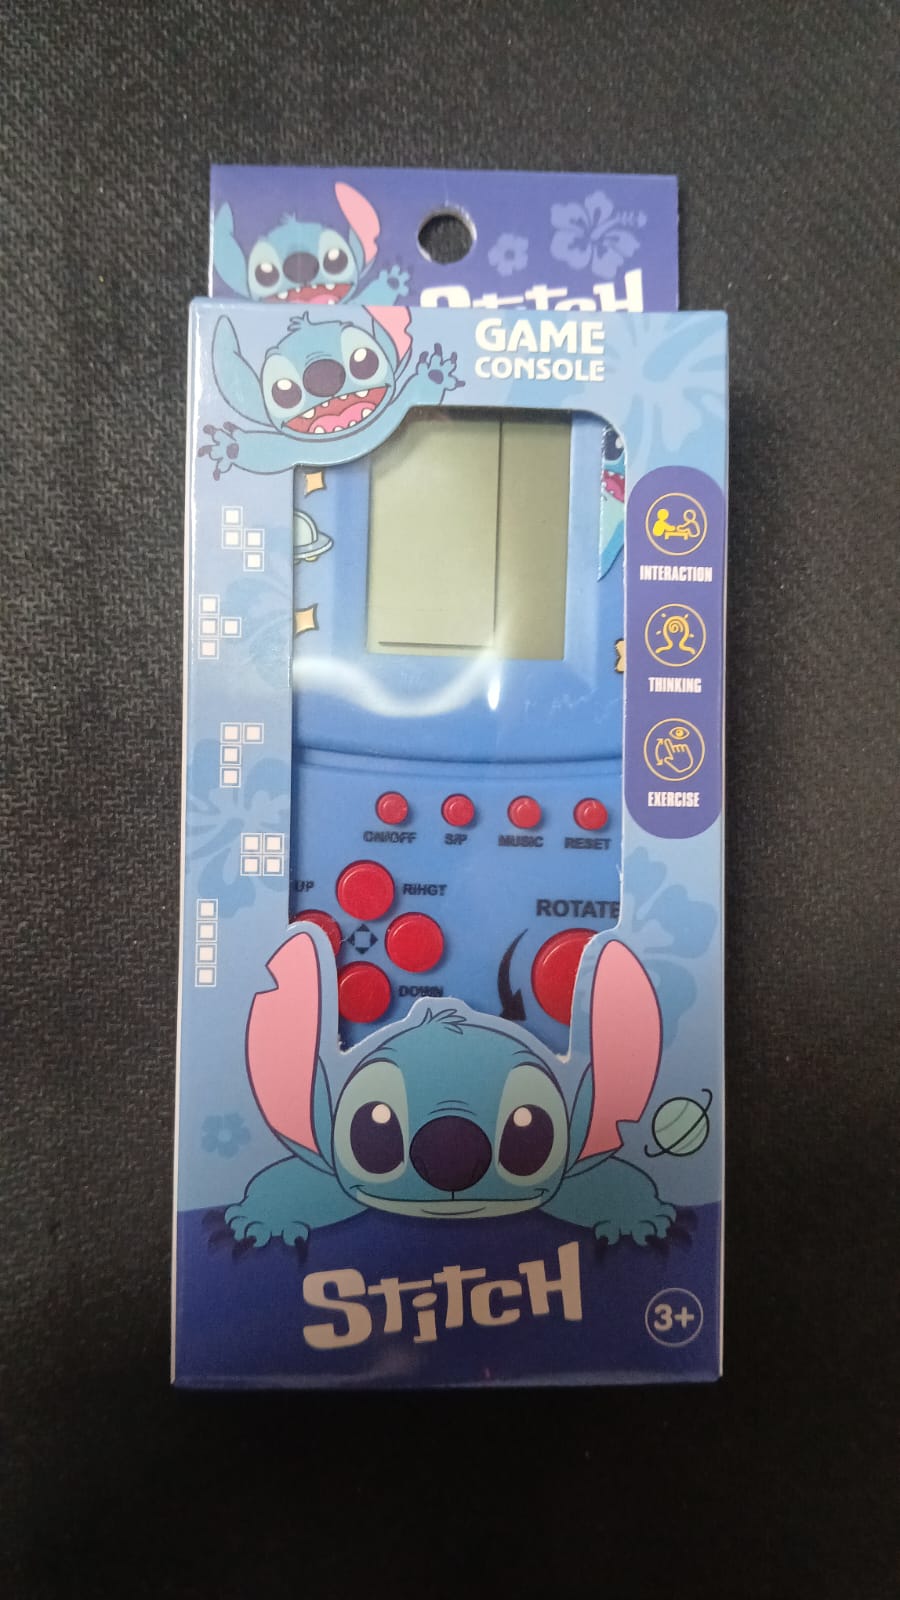 Stitch
GAME
CONSOLE
INTERACTION
THINKING
EXERCISE
ON/OFF
S/P
MUSIC
RESET
UP
RIHGT
ROTATE
DOWN
STiTCH
3+